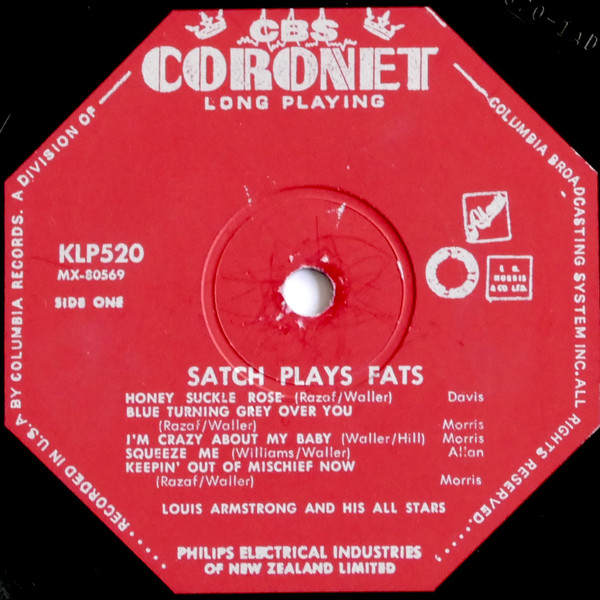 CBS
CORONET
LONG PLAYING
KLP520
MX-80569
SIDE ONE
SATCH PLAYS FATS
HONEY SUCKLE ROSE (Razaf/Waller) Davis
BLUE TURNING GREY OVER YOU
(Razaf/Waller) Morris
I'M CRAZY ABOUT MY BABY (Waller/Hill) Morris
SQUEEZE ME (Williams/Waller) Allan
KEEPIN' OUT OF MISCHIEF NOW
(Razaf/Waller) Morris
LOUIS ARMSTRONG AND HIS ALL STARS
PHILIPS ELECTRICAL INDUSTRIES
OF NEW ZEALAND LIMITED
RECORDED IN U.S.A. BY COLUMBIA RECORDS. A DIVISION OF
COLUMBIA BROADCASTING SYSTEM INC. ALL RIGHTS RESERVED.
MORRIS
& CO LTD.